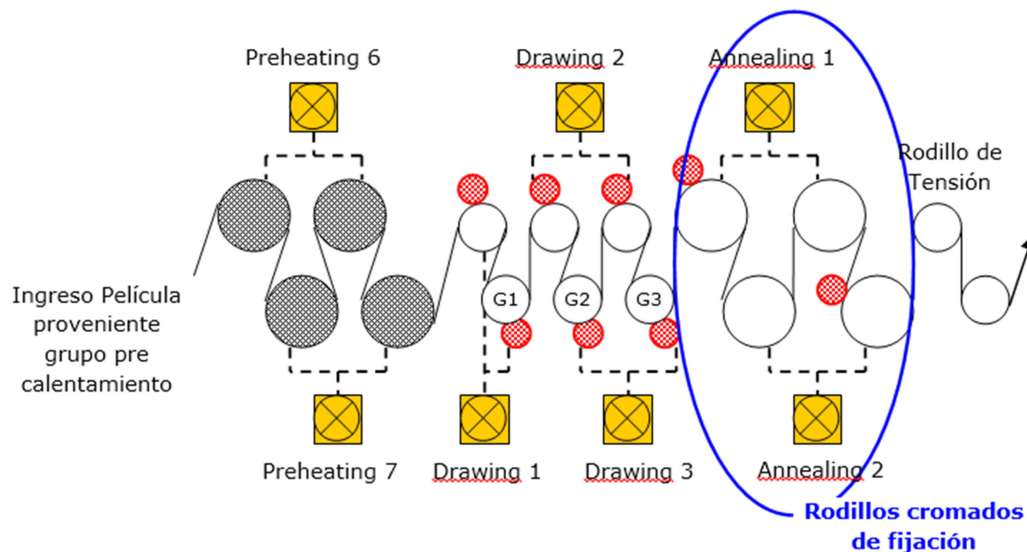 Preheating 6
Drawing 2
Annealing 1
Rodillo de
Tensión
Ingreso Película
proveniente
grupo pre
calentamiento
G1
G2
G3
Preheating 7
Drawing 1
Drawing 3
Annealing 2
Rodillos cromados
de fijación